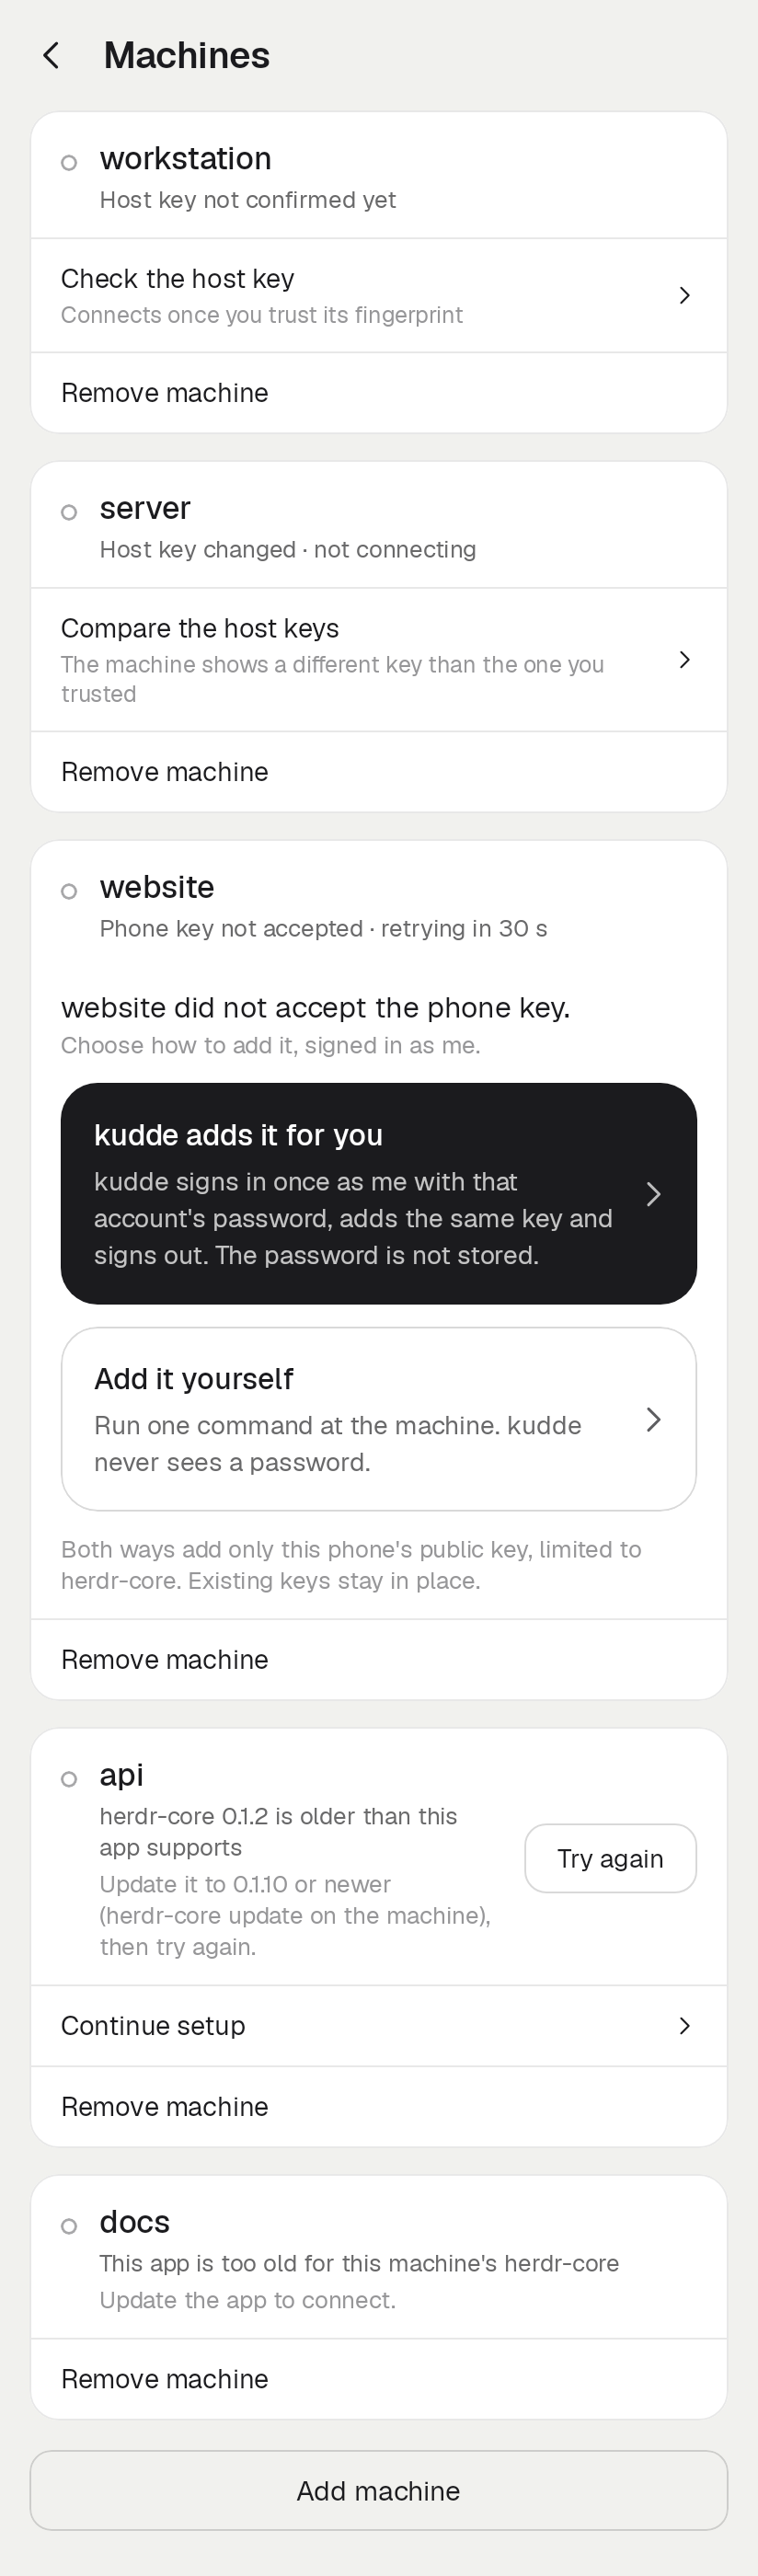 Machines
workstation
Host key not confirmed yet
Check the host key
Connects once you trust its fingerprint
Remove machine
server
Host key changed · not connecting
Compare the host keys
The machine shows a different key than the one you
trusted
Remove machine
website
Phone key not accepted · retrying in 30 s
website did not accept the phone key.
Choose how to add it, signed in as me.
kudde adds it for you
kudde signs in once as me with that
account's password, adds the same key and
signs out. The password is not stored.
Add it yourself
Run one command at the machine. kudde
never sees a password.
Both ways add only this phone's public key, limited to
herdr-core. Existing keys stay in place.
Remove machine
api
herdr-core 0.1.2 is older than this
app supports
Update it to 0.1.10 or newer
(herdr-core update on the machine),
then try again.
Try again
Continue setup
Remove machine
docs
This app is too old for this machine's herdr-core
Update the app to connect.
Remove machine
Add machine